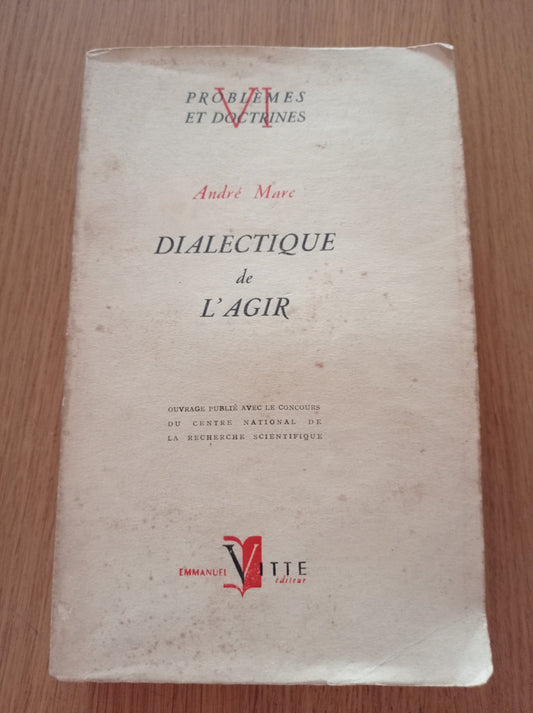 VI
PROBLÈMES
ET DOCTRINES
André Marc
DIALECTIQUE
de
L'AGIR
OUVRAGE PUBLIÉ AVEC LE CONCOURS
DU CENTRE NATIONAL DE
LA RECHERCHE SCIENTIFIQUE
EMMANUEL VITTE
éditeur